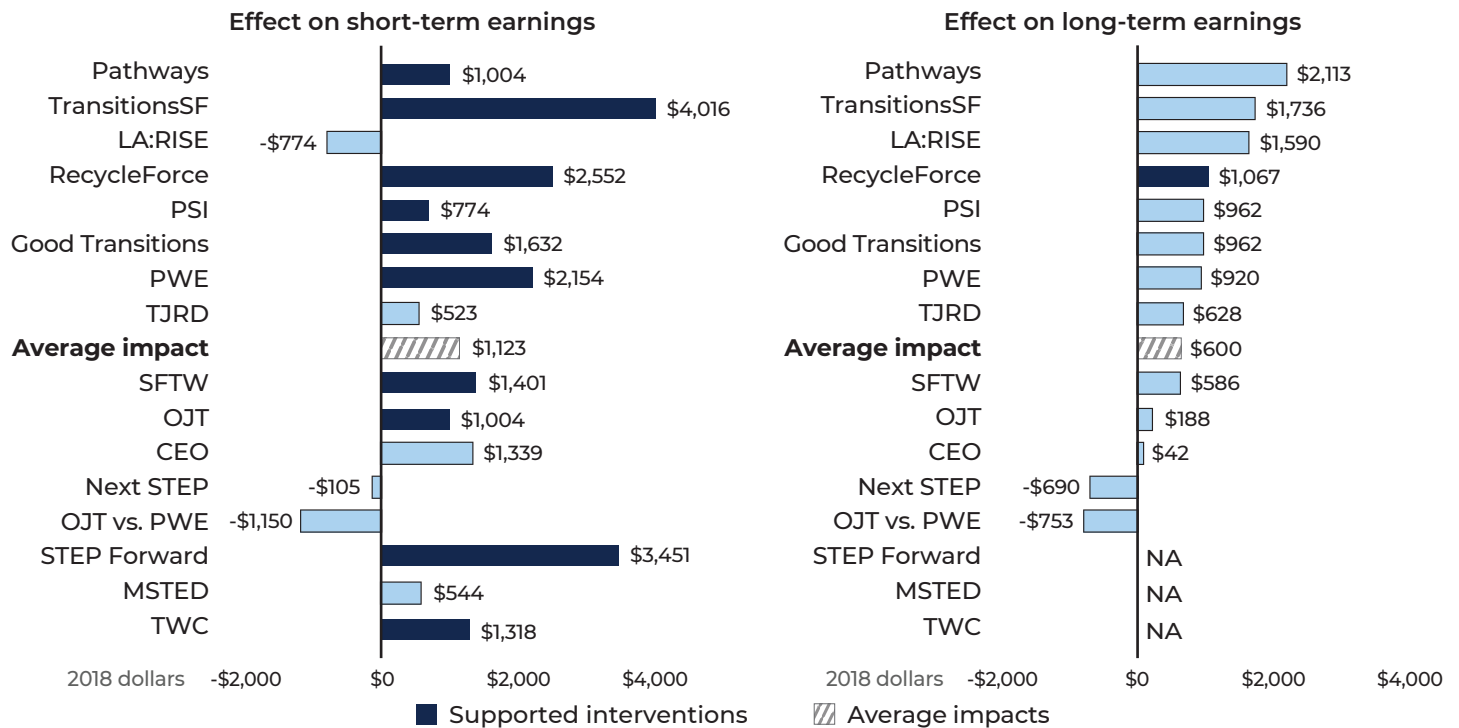 Effect on short-term earnings
Pathways $1,004
TransitionsSF $4,016
LA:RISE -$774
RecycleForce $2,552
PSI $774
Good Transitions $1,632
PWE $2,154
TJRD $523
Average impact $1,123
SFTW $1,401
OJT $1,004
CEO $1,339
Next STEP -$105
OJT vs. PWE -$1,150
STEP Forward $3,451
MSTED $544
TWC $1,318
2018 dollars -$2,000 $0 $2,000 $4,000
Effect on long-term earnings
Pathways $2,113
TransitionsSF $1,736
LA:RISE $1,590
RecycleForce $1,067
PSI $962
Good Transitions $962
PWE $920
TJRD $628
Average impact $600
SFTW $586
OJT $188
CEO $42
Next STEP -$690
OJT vs. PWE -$753
STEP Forward NA
MSTED NA
TWC NA
2018 dollars -$2,000 $0 $2,000 $4,000
Supported interventions Average impacts